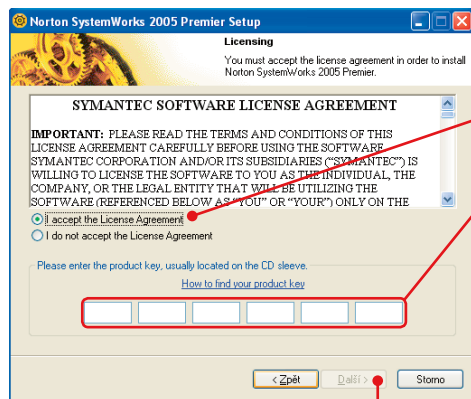 Norton SystemWorks 2005 Premier Setup
Licensing
You must accept the license agreement in order to install
Norton SystemWorks 2005 Premier.
SYMANTEC SOFTWARE LICENSE AGREEMENT
IMPORTANT: PLEASE READ THE TERMS AND CONDITIONS OF THIS
LICENSE AGREEMENT CAREFULLY BEFORE USING THE SOFTWARE.
SYMANTEC CORPORATION AND/OR ITS SUBSIDIARIES ("SYMANTEC") IS
WILLING TO LICENSE THE SOFTWARE TO YOU AS THE INDIVIDUAL, THE
COMPANY, OR THE LEGAL ENTITY THAT WILL BE UTILIZING THE
SOFTWARE (REFERENCED BELOW AS "YOU" OR "YOUR") ONLY ON THE
I accept the License Agreement
I do not accept the License Agreement
Please enter the product key, usually located on the CD sleeve.
How to find your product key
< Zpět
Další >
Storno